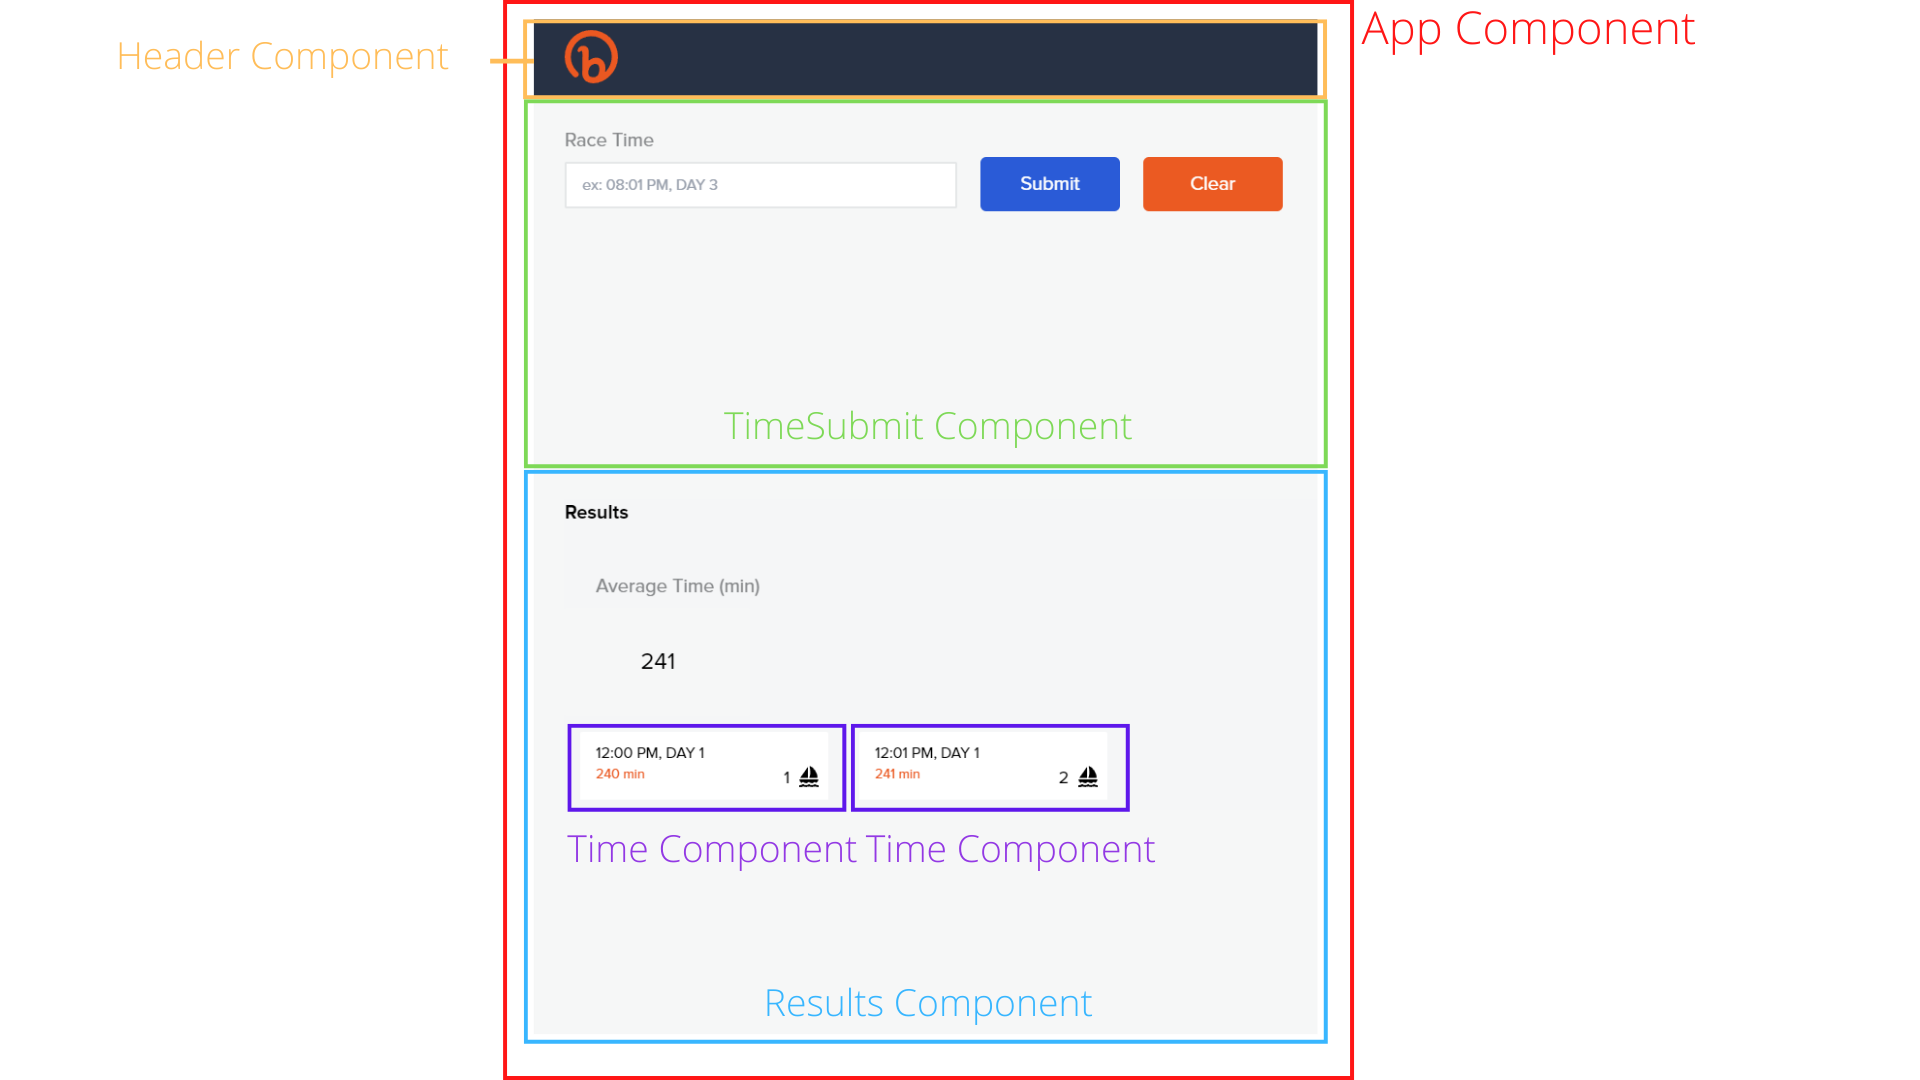 App Component
Header Component
b
Race Time
ex: 08:01 PM, DAY 3
Submit
Clear
TimeSubmit Component
Results
Average Time (min)
241
12:00 PM, DAY 1
240 min
1
12:01 PM, DAY 1
241 min
2
Time Component Time Component
Results Component